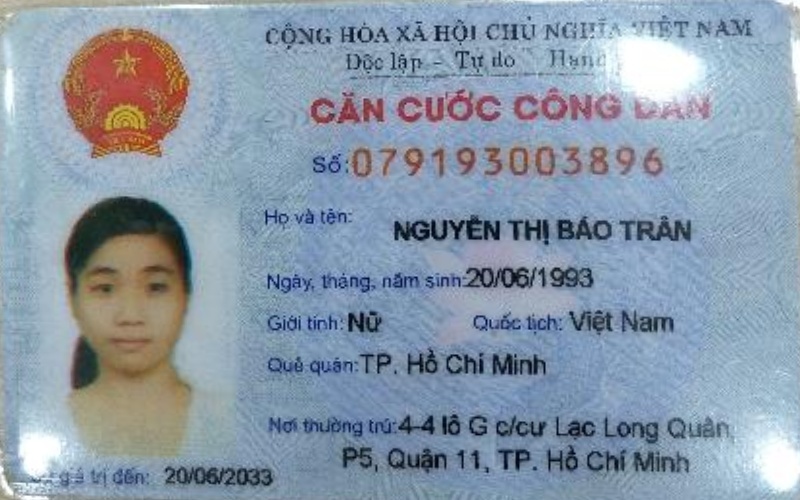 CỘNG HÒA XÃ HỘI CHỦ NGHĨA VIỆT NAM
Độc lập - Tự do
CĂN CƯỚC CÔNG DÂN
Số: 079193003896
Họ và tên: NGUYỄN THỊ BẢO TRÂN
Ngày, tháng, năm sinh: 20/06/1993
Giới tính: Nữ Quốc tịch: Việt Nam
Quê quán: TP. Hồ Chí Minh
Nơi thường trú: 4-4 lô G c/cư Lạc Long Quân,
P5, Quận 11, TP. Hồ Chí Minh
giá trị đến: 20/06/2033